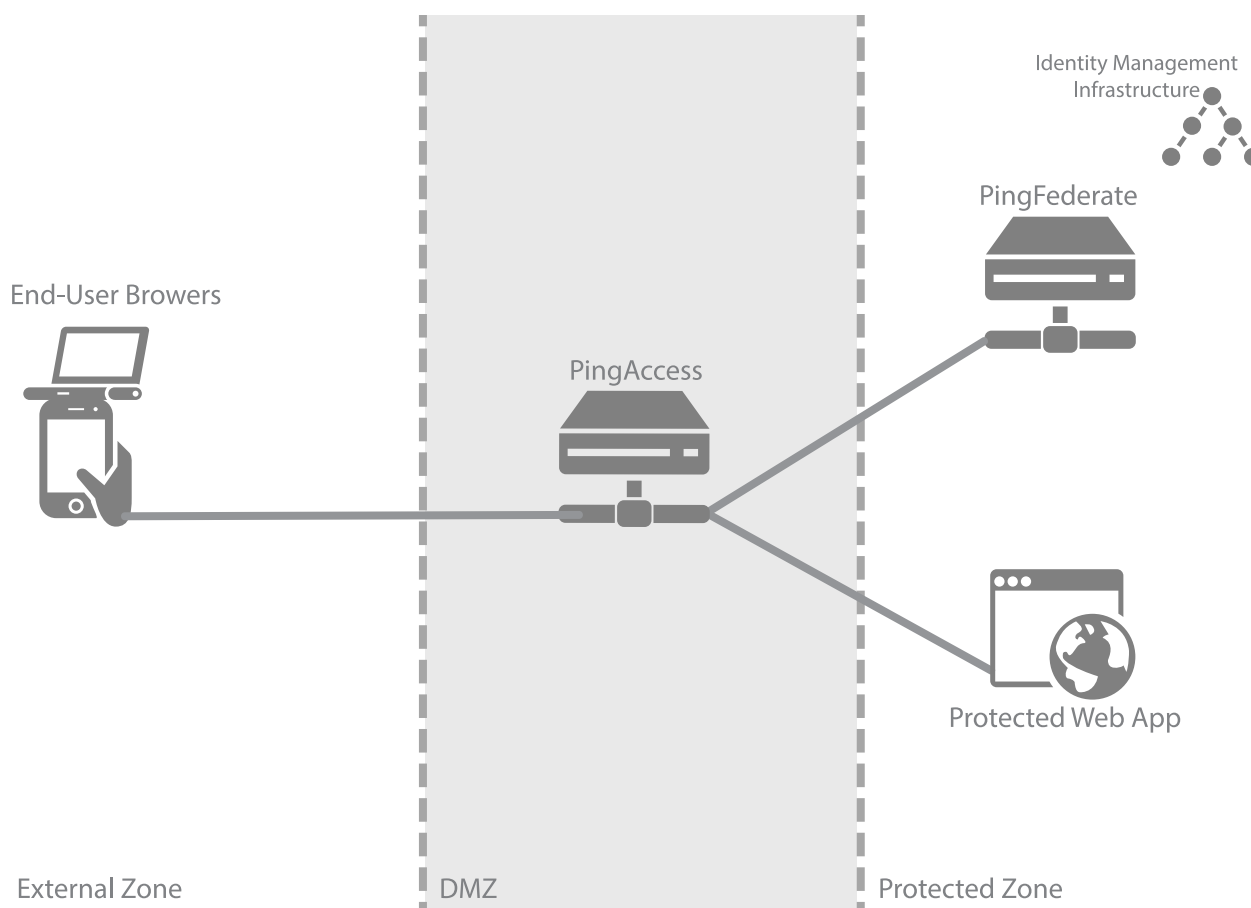 Identity Management
Infrastructure
PingFederate
End-User Browers
PingAccess
Protected Web App
External Zone
DMZ
Protected Zone